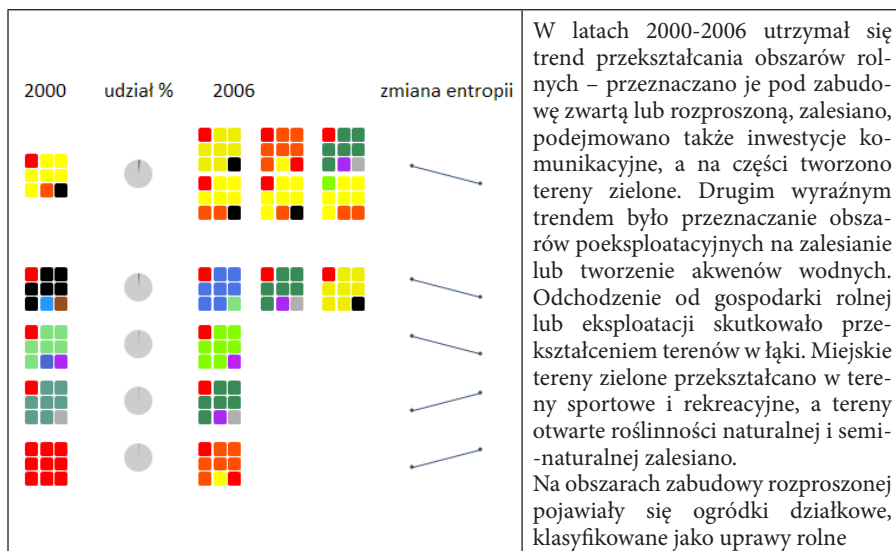 2000 udział % 2006 zmiana entropii
W latach 2000-2006 utrzymał się
trend przekształcania obszarów rol-
nych – przeznaczano je pod zabudo-
wę zwartą lub rozproszoną, zalesiano,
podejmowano także inwestycje ko-
munikacyjne, a na części tworzono
tereny zielone. Drugim wyraźnym
trendem było przeznaczanie obsza-
rów poeksploatacyjnych na zalesianie
lub tworzenie akwenów wodnych.
Odchodzenie od gospodarki rolnej
lub eksploatacji skutkowało prze-
kształceniem terenów w łąki. Miejskie
tereny zielone przekształcano w tere-
ny sportowe i rekreacyjne, a tereny
otwarte roślinności naturalnej i semi-
-naturalnej zalesiano.
Na obszarach zabudowy rozproszonej
pojawiały się ogródki działkowe,
klasyfikowane jako uprawy rolne